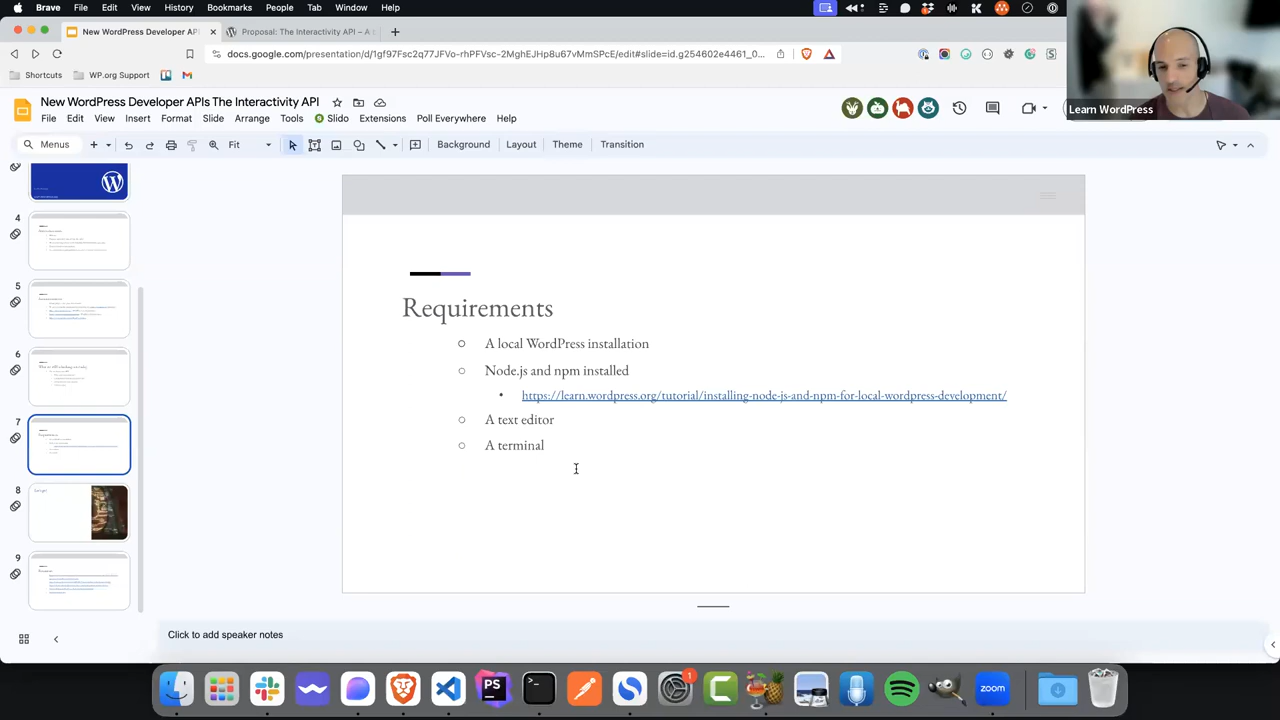 Brave File Edit View History Bookmarks People Tab Window Help
New WordPress Developer API
Proposal: The Interactivity API – A b
docs.google.com/presentation/d/1gf97Fsc2q77JFVo-rhPFVsc-2MghEJHp8u67vMmSPcE/edit#slide=id.g254602e4461_0...
Shortcuts WP.org Support
Learn WordPress
New WordPress Developer APIs The Interactivity API
File Edit View Insert Format Slide Arrange Tools Slido Extensions Poll Everywhere Help
Menus Fit Background Layout Theme Transition
4
5
6
7
8
9
Requirements
A local WordPress installation
Node.js and npm installed
https://learn.wordpress.org/tutorial/installing-node-js-and-npm-for-local-wordpress-development/
A text editor
A terminal
Click to add speaker notes
PS
1
zoom